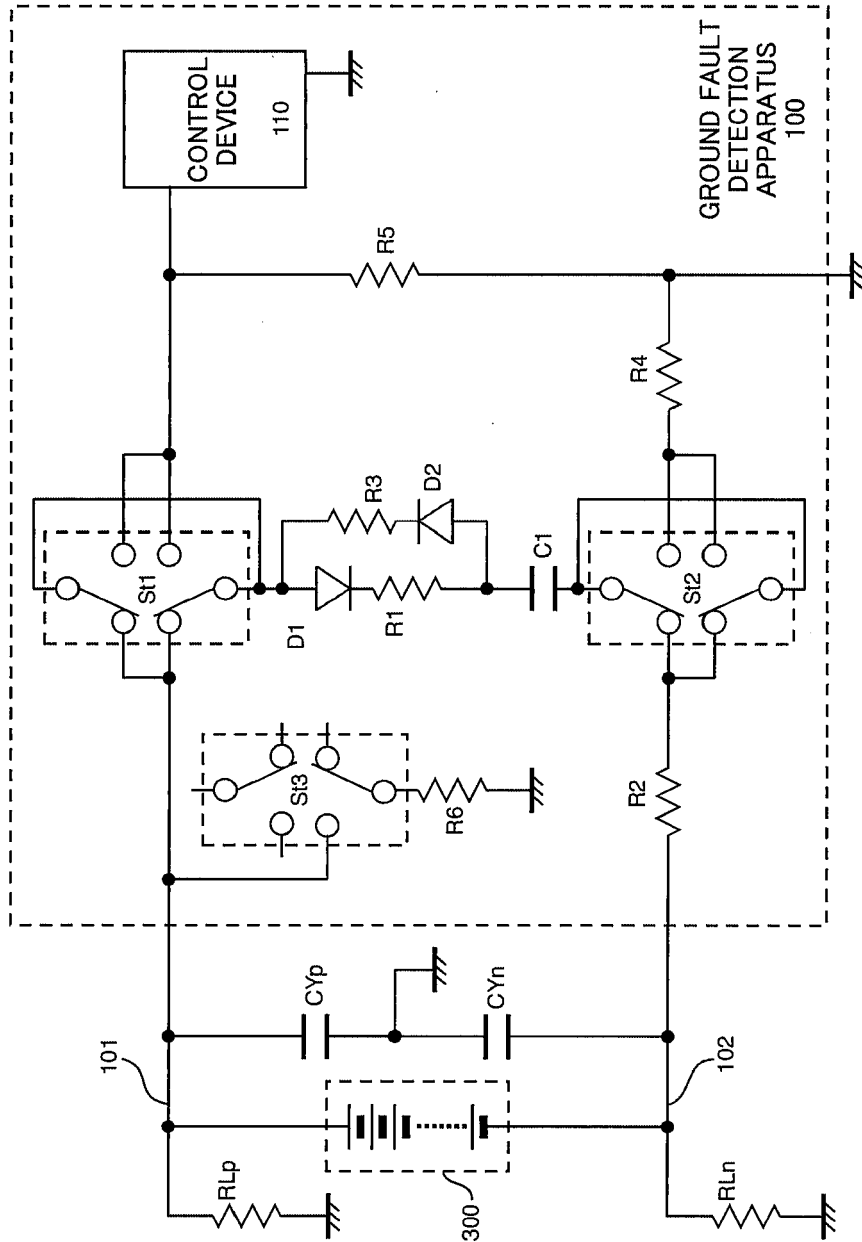 RLp
101
300
RLn
102
CYp
CYn
St3
R6
R2
St1
D1
R1
R3
D2
C1
St2
R4
R5
CONTROL
DEVICE
110
GROUND FAULT
DETECTION
APPARATUS
100